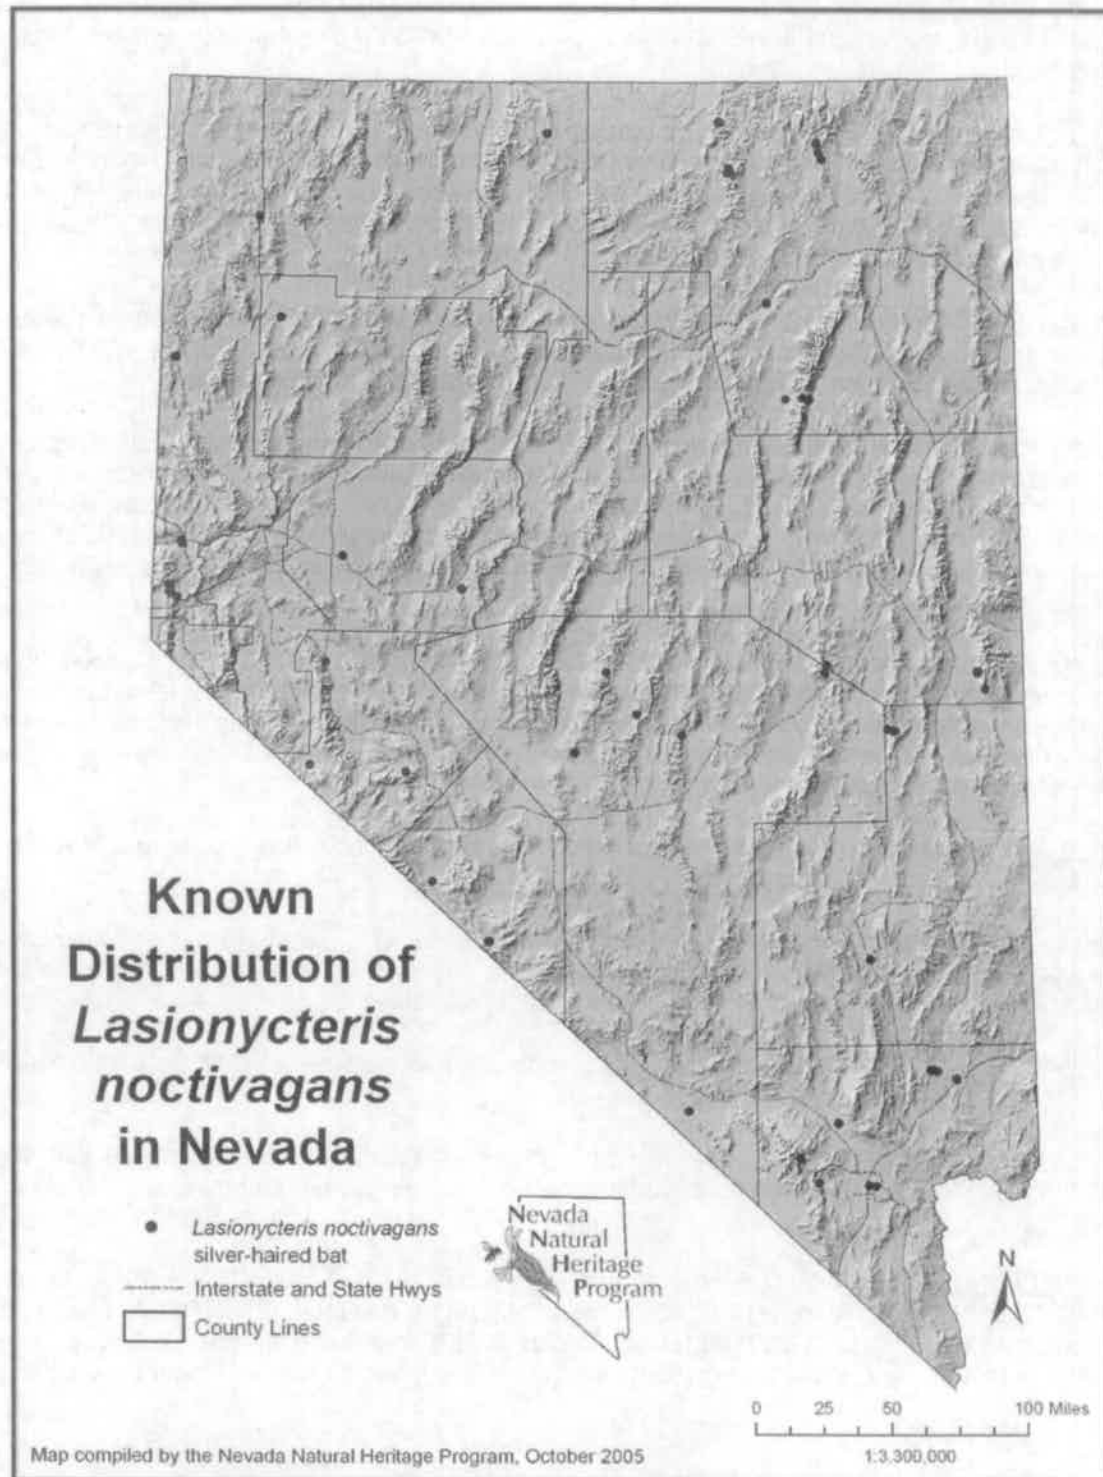 Known
Distribution of
Lasionycteris
noctivagans
in Nevada
Lasionycteris noctivagans
silver-haired bat
Interstate and State Hwys
County Lines
Nevada
Natural
Heritage
Program
N
0 25 50 100 Miles
1:3,300,000
Map compiled by the Nevada Natural Heritage Program, October 2005